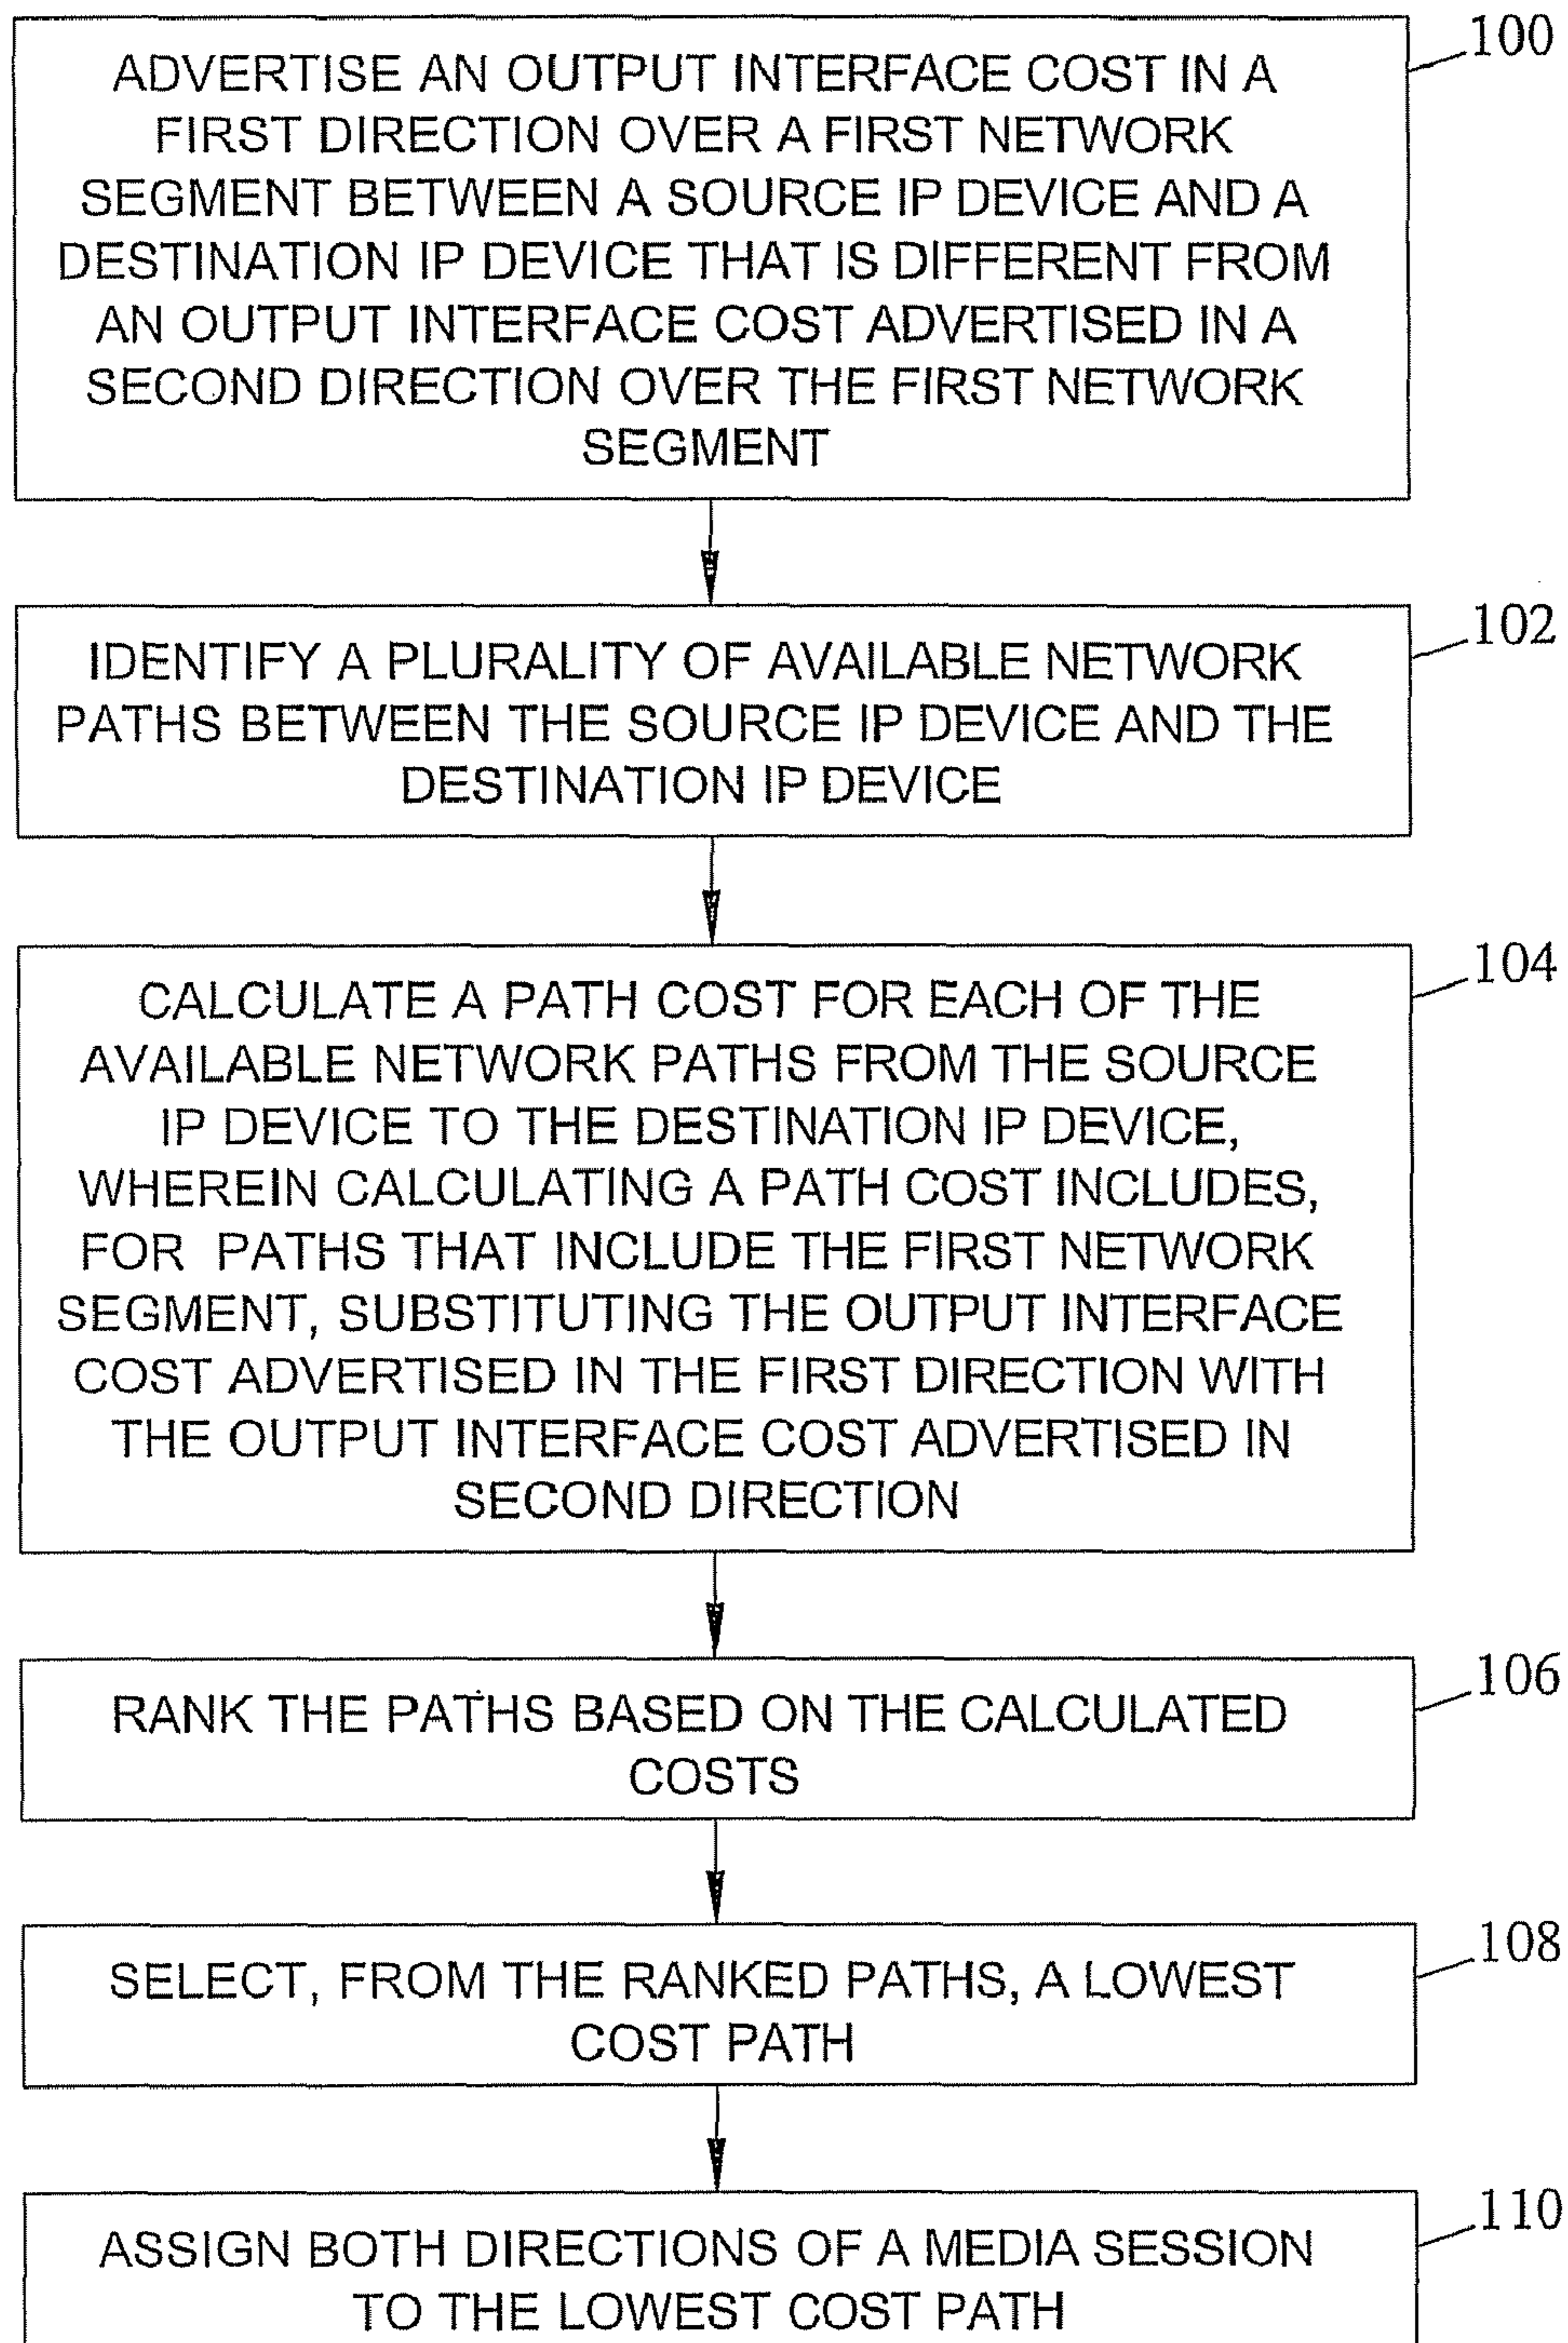 100
ADVERTISE AN OUTPUT INTERFACE COST IN A
FIRST DIRECTION OVER A FIRST NETWORK
SEGMENT BETWEEN A SOURCE IP DEVICE AND A
DESTINATION IP DEVICE THAT IS DIFFERENT FROM
AN OUTPUT INTERFACE COST ADVERTISED IN A
SECOND DIRECTION OVER THE FIRST NETWORK
SEGMENT
102
IDENTIFY A PLURALITY OF AVAILABLE NETWORK
PATHS BETWEEN THE SOURCE IP DEVICE AND THE
DESTINATION IP DEVICE
104
CALCULATE A PATH COST FOR EACH OF THE
AVAILABLE NETWORK PATHS FROM THE SOURCE
IP DEVICE TO THE DESTINATION IP DEVICE,
WHEREIN CALCULATING A PATH COST INCLUDES,
FOR PATHS THAT INCLUDE THE FIRST NETWORK
SEGMENT, SUBSTITUTING THE OUTPUT INTERFACE
COST ADVERTISED IN THE FIRST DIRECTION WITH
THE OUTPUT INTERFACE COST ADVERTISED IN
SECOND DIRECTION
106
RANK THE PATHS BASED ON THE CALCULATED
COSTS
108
SELECT, FROM THE RANKED PATHS, A LOWEST
COST PATH
110
ASSIGN BOTH DIRECTIONS OF A MEDIA SESSION
TO THE LOWEST COST PATH